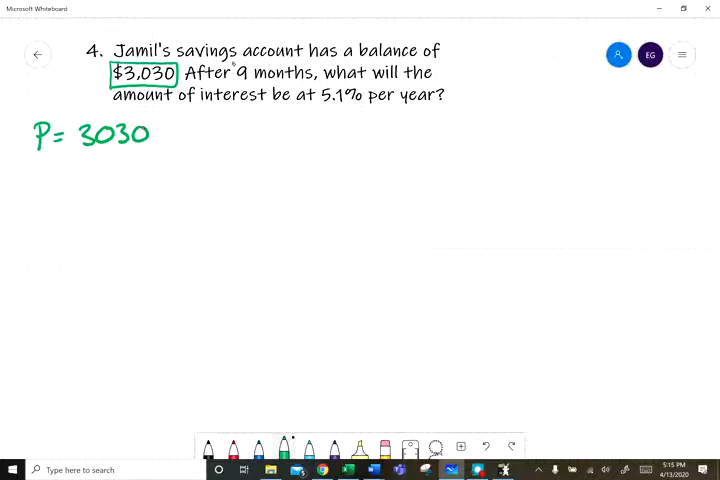 Microsoft Whiteboard
4. Jamil's savings account has a balance of
$3,030 After 9 months, what will the
amount of interest be at 5.1% per year?
EG
P= 3030
Type here to search
5:15 PM
4/13/2020